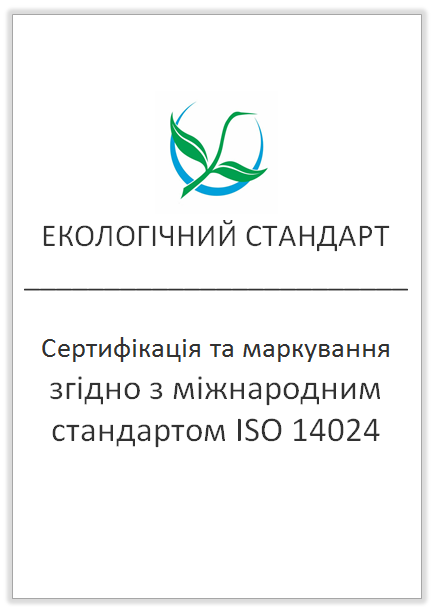 ЕКОЛОГІЧНИЙ СТАНДАРТ
Сертифікація та маркування
згідно з міжнародним
стандартом ISO 14024